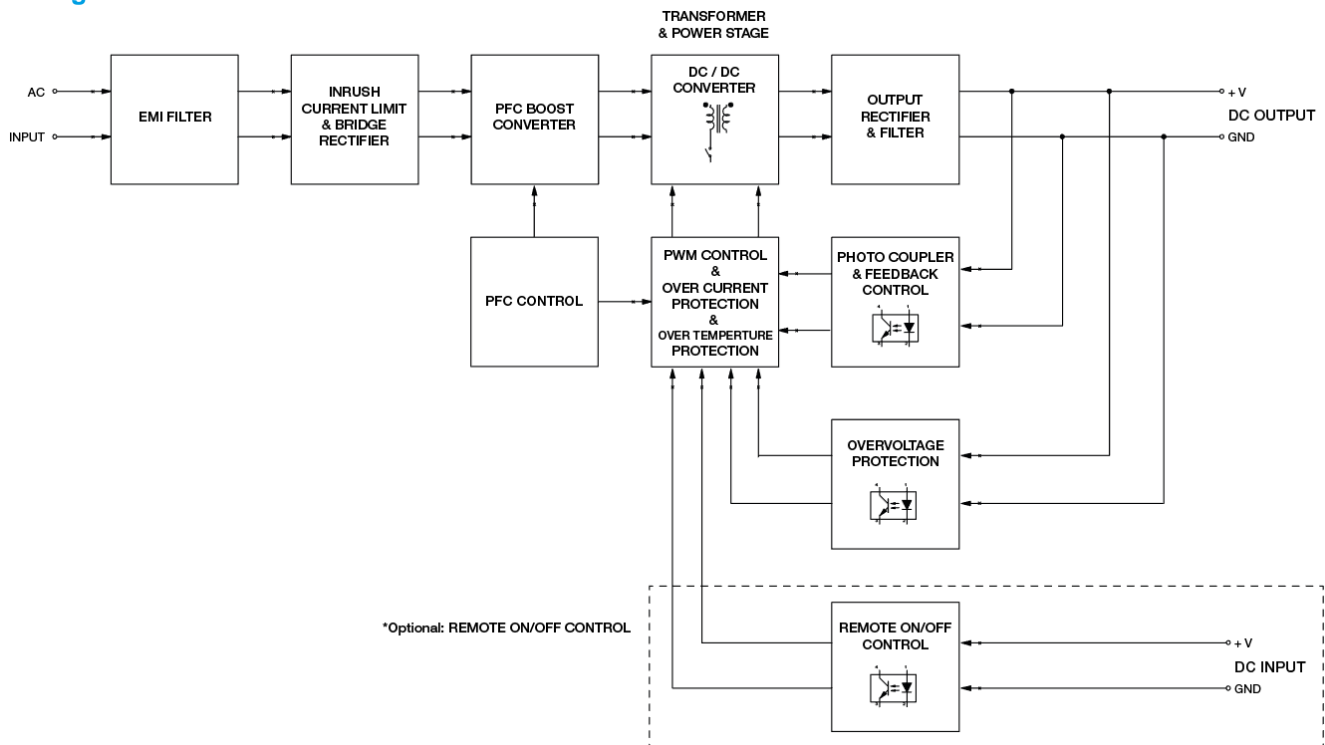 TRANSFORMER
& POWER STAGE
AC
INPUT
EMI FILTER
INRUSH
CURRENT LIMIT
& BRIDGE
RECTIFIER
PFC BOOST
CONVERTER
DC / DC
CONVERTER
OUTPUT
RECTIFIER
& FILTER
+ V
DC OUTPUT
GND
PFC CONTROL
PWM CONTROL
&
OVER CURRENT
PROTECTION
&
OVER TEMPERTURE
PROTECTION
PHOTO COUPLER
& FEEDBACK
CONTROL
OVERVOLTAGE
PROTECTION
*Optional: REMOTE ON/OFF CONTROL
REMOTE ON/OFF
CONTROL
+ V
DC INPUT
GND